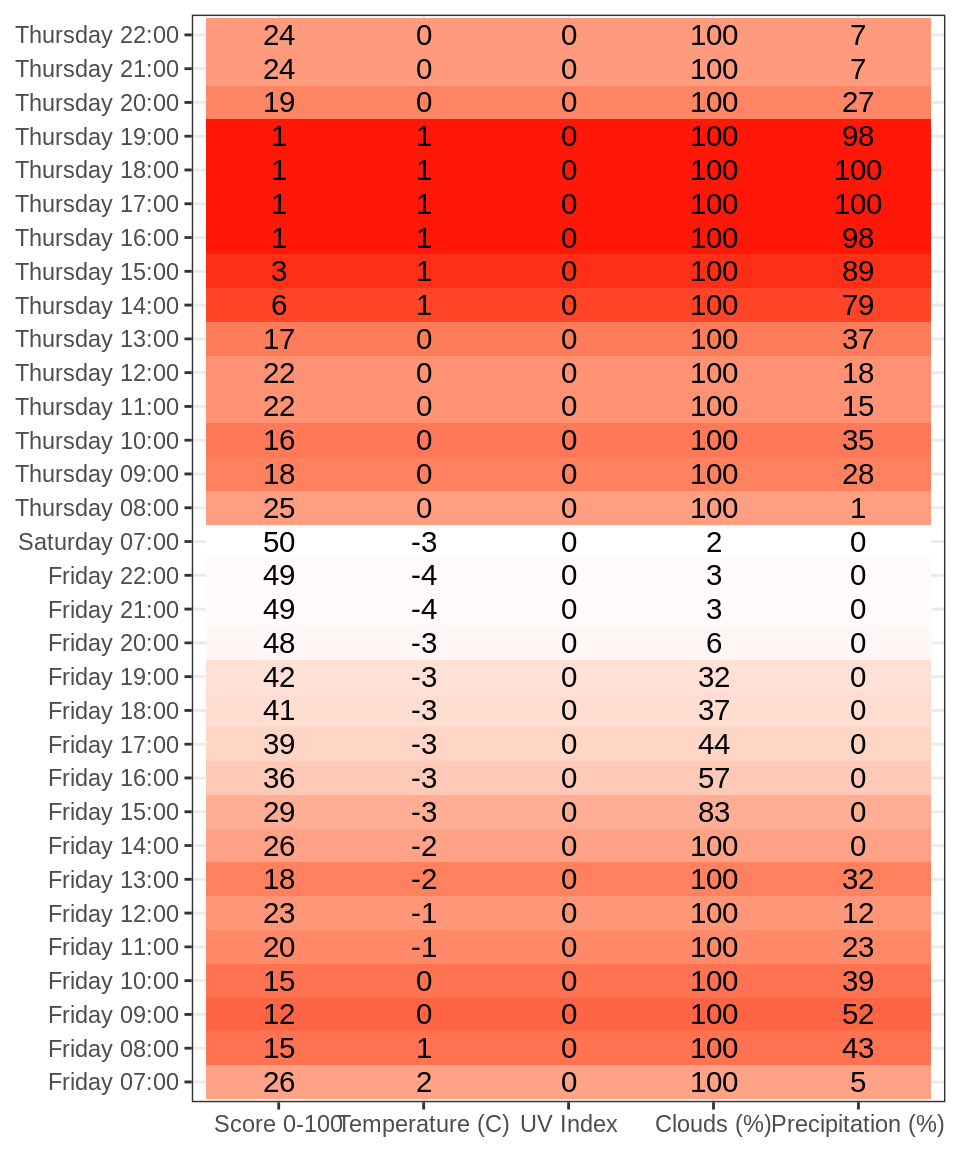 Thursday 22:00 24 0 0 100 7
Thursday 21:00 24 0 0 100 7
Thursday 20:00 19 0 0 100 27
Thursday 19:00 1 1 0 100 98
Thursday 18:00 1 1 0 100 100
Thursday 17:00 1 1 0 100 100
Thursday 16:00 1 1 0 100 98
Thursday 15:00 3 1 0 100 89
Thursday 14:00 6 1 0 100 79
Thursday 13:00 17 0 0 100 37
Thursday 12:00 22 0 0 100 18
Thursday 11:00 22 0 0 100 15
Thursday 10:00 16 0 0 100 35
Thursday 09:00 18 0 0 100 28
Thursday 08:00 25 0 0 100 1
Saturday 07:00 50 -3 0 2 0
Friday 22:00 49 -4 0 3 0
Friday 21:00 49 -4 0 3 0
Friday 20:00 48 -3 0 6 0
Friday 19:00 42 -3 0 32 0
Friday 18:00 41 -3 0 37 0
Friday 17:00 39 -3 0 44 0
Friday 16:00 36 -3 0 57 0
Friday 15:00 29 -3 0 83 0
Friday 14:00 26 -2 0 100 0
Friday 13:00 18 -2 0 100 32
Friday 12:00 23 -1 0 100 12
Friday 11:00 20 -1 0 100 23
Friday 10:00 15 0 0 100 39
Friday 09:00 12 0 0 100 52
Friday 08:00 15 1 0 100 43
Friday 07:00 26 2 0 100 5
Score 0-100 Temperature (C) UV Index Clouds (%) Precipitation (%)